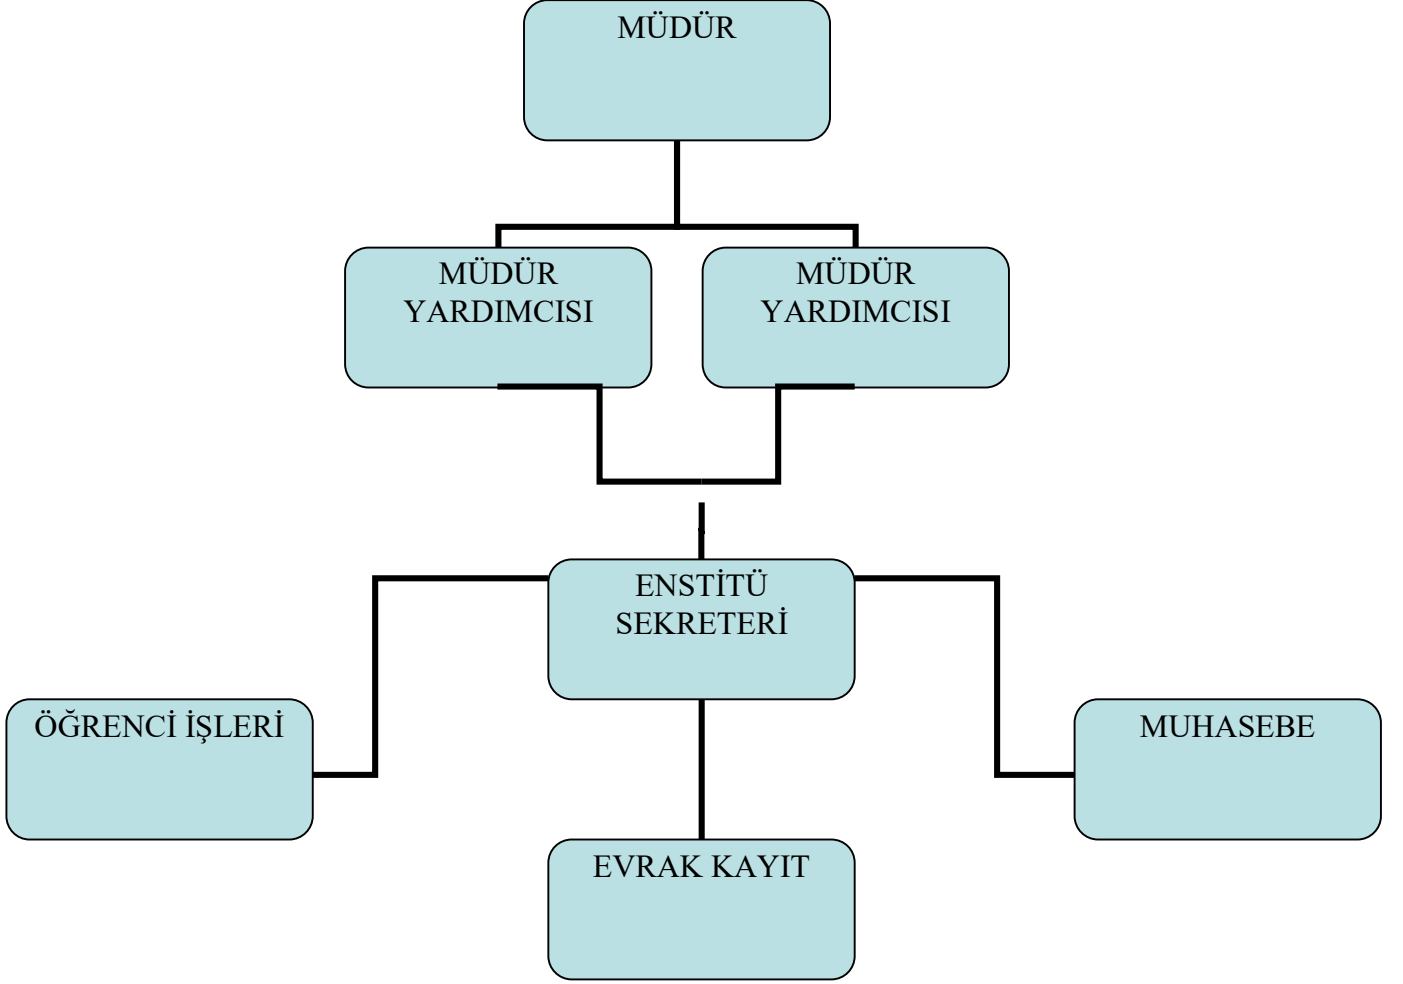 MÜDÜR
MÜDÜR
YARDIMCISI
MÜDÜR
YARDIMCISI
ENSTİTÜ
SEKRETERİ
ÖĞRENCİ İŞLERİ
MUHASEBE
EVRAK KAYIT